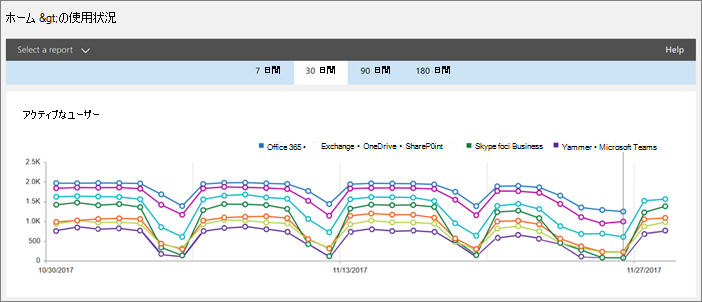 ホーム &gt;の使用状況
Select a report Help
7 日間 30 日間 90 日間 180 日間
アクティブなユーザー
Office 365 • Exchange • OneDrive • SharePoint Skype foci Business Yammer • Microsoft Teams
2.5K
2.0K
1.5K
1.0K
500
0
10/30/2017 11/13/2017 11/27/2017